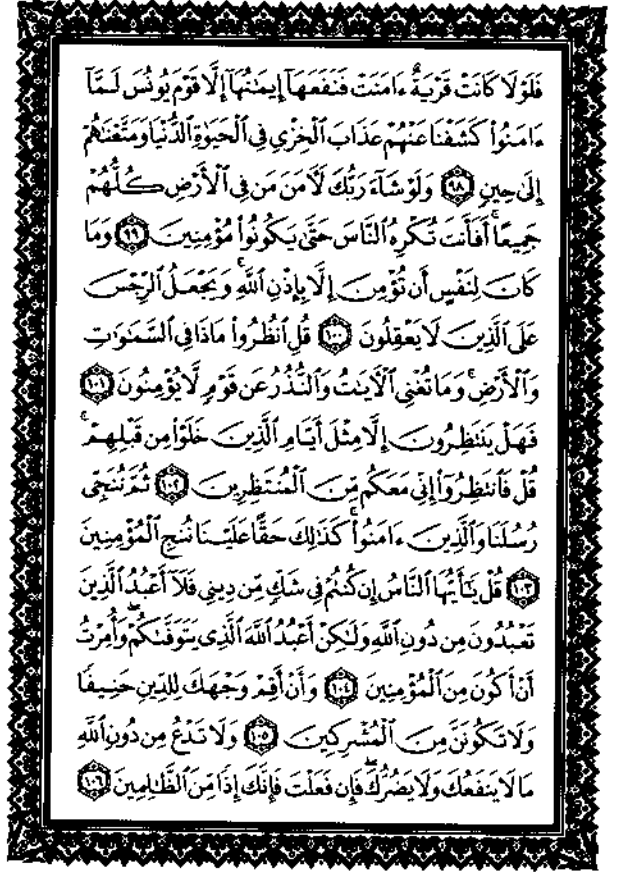 فَلَوْلَا كَانَتْ قَرْيَةٌ ءَامَنَتْ فَنَفَعَهَآ إِيمَٰنُهَآ إِلَّا قَوْمَ يُونُسَ لَمَّآ
ءَامَنُوا۟ كَشَفْنَا عَنْهُمْ عَذَابَ ٱلْخِزْىِ فِى ٱلْحَيَوٰةِ ٱلدُّنْيَا وَمَتَّعْنَٰهُمْ
إِلَىٰ حِينٍ ٩٨ وَلَوْ شَآءَ رَبُّكَ لَءَامَنَ مَن فِى ٱلْأَرْضِ كُلُّهُمْ
جَمِيعًا ۚ أَفَأَنتَ تُكْرِهُ ٱلنَّاسَ حَتَّىٰ يَكُونُوا۟ مُؤْمِنِينَ ٩٩ وَمَا
كَانَ لِنَفْسٍ أَن تُؤْمِنَ إِلَّا بِإِذْنِ ٱللَّهِ ۚ وَيَجْعَلُ ٱلرِّجْسَ
عَلَى ٱلَّذِينَ لَا يَعْقِلُونَ ١٠٠ قُلِ ٱنظُرُوا۟ مَاذَا فِى ٱلسَّمَٰوَٰتِ
وَٱلْأَرْضِ ۚ وَمَا تُغْنِى ٱلْءَايَٰتُ وَٱلنُّذُرُ عَن قَوْمٍ لَّا يُؤْمِنُونَ ١٠١
فَهَلْ يَنتَظِرُونَ إِلَّا مِثْلَ أَيَّامِ ٱلَّذِينَ خَلَوْا۟ مِن قَبْلِهِمْ ۚ
قُلْ فَٱنتَظِرُوٓا۟ إِنِّى مَعَكُم مِّنَ ٱلْمُنتَظِرِينَ ١٠٢ ثُمَّ نُنَجِّى
رُسُلَنَا وَٱلَّذِينَ ءَامَنُوا۟ ۚ كَذَٰلِكَ حَقًّا عَلَيْنَا نُنجِ ٱلْمُؤْمِنِينَ
١٠٣ قُلْ يَٰٓأَيُّهَا ٱلنَّاسُ إِن كُنتُمْ فِى شَكٍّ مِّن دِينِى فَلَآ أَعْبُدُ ٱلَّذِينَ
تَعْبُدُونَ مِن دُونِ ٱللَّهِ وَلَٰكِنْ أَعْبُدُ ٱللَّهَ ٱلَّذِى يَتَوَفَّىٰكُمْ ۖ وَأُمِرْتُ
أَنْ أَكُونَ مِنَ ٱلْمُؤْمِنِينَ ١٠٤ وَأَنْ أَقِمْ وَجْهَكَ لِلدِّينِ حَنِيفًا
وَلَا تَكُونَنَّ مِنَ ٱلْمُشْرِكِينَ ١٠٥ وَلَا تَدْعُ مِن دُونِ ٱللَّهِ
مَا لَا يَنفَعُكَ وَلَا يَضُرُّكَ ۖ فَإِن فَعَلْتَ فَإِنَّكَ إِذًا مِّنَ ٱلظَّٰلِمِينَ ١٠٦